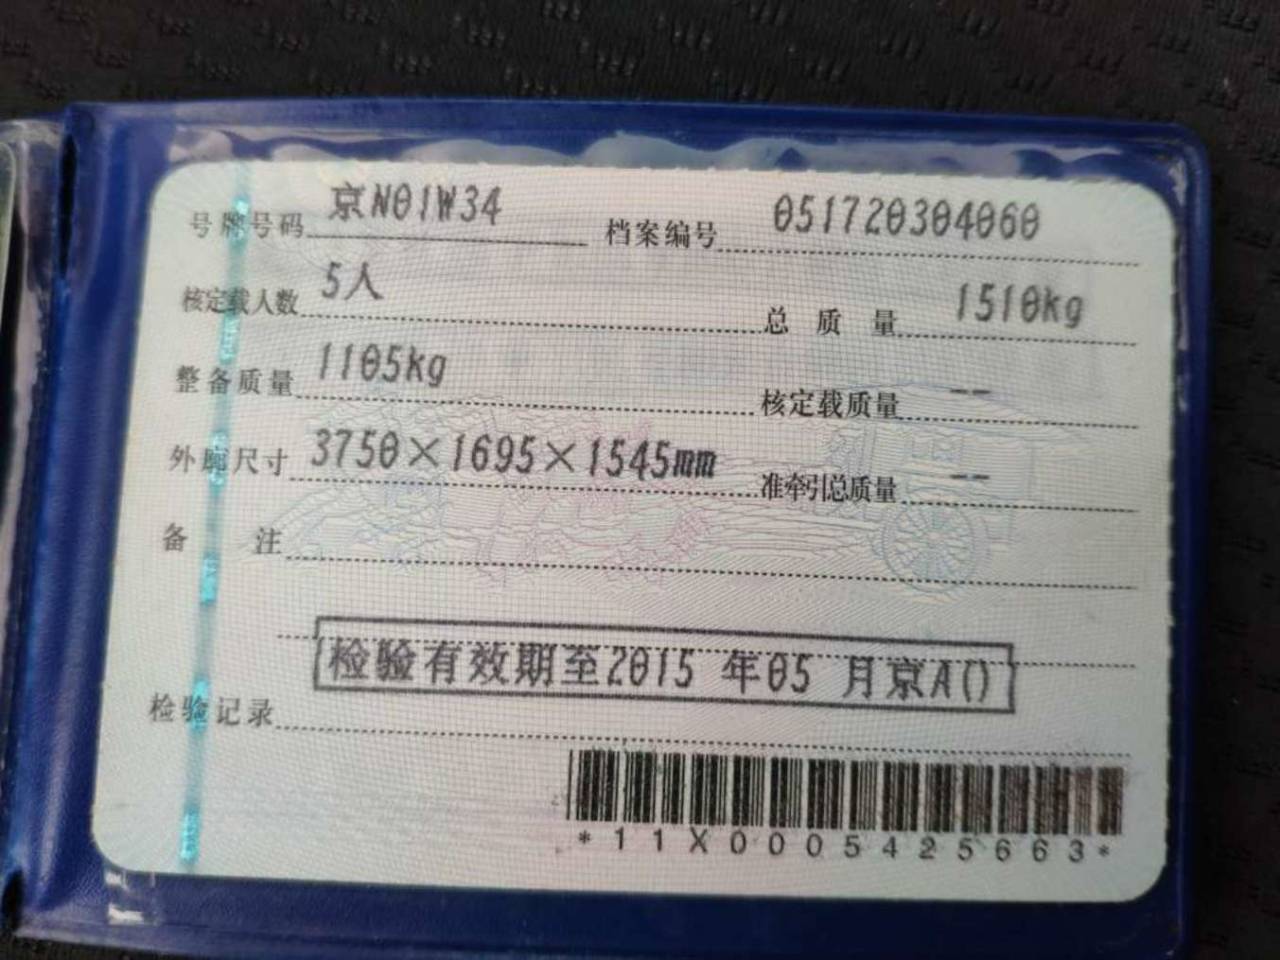 号牌号码 京N01W34 档案编号 051720304060
核定载人数 5人 总质量 1510kg
整备质量 1105kg 核定载质量 --
外廓尺寸 3750×1695×1545mm 准牵引总质量 --
备注
检验有效期至2015 年05 月京A()
检验记录
*11X0005425663*